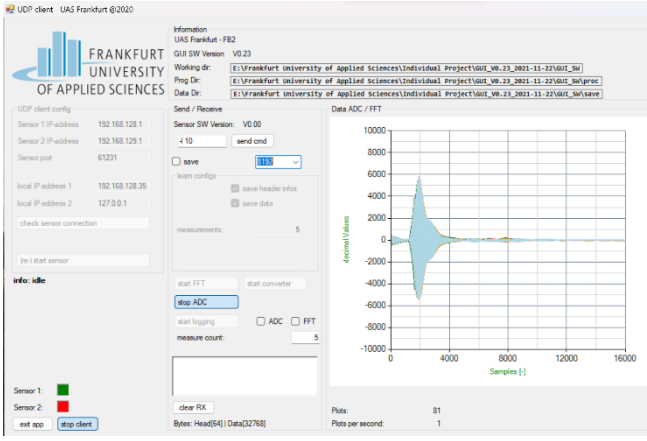 UDP client UAS Frankfurt @2020
FRANKFURT
UNIVERSITY
OF APPLIED SCIENCES
Information
UAS Frankfurt - FB2
GUI SW Version V0.23
Working dir: E:\Frankfurt University of Applied Sciences\Individual Project\GUI_V0.23_2021-11-22\GUI_SW
Prog Dir: E:\Frankfurt University of Applied Sciences\Individual Project\GUI_V0.23_2021-11-22\GUI_SW\proc
Data Dir: E:\Frankfurt University of Applied Sciences\Individual Project\GUI_V0.23_2021-11-22\GUI_SW\save
UDP client config
Sensor 1 IP-address 192.168.128.1
Sensor 2 IP-address 192.168.129.1
Sensor port 61231
local IP-address 1 192.168.128.35
local IP-address 2 127.0.0.1
check sensor connection
(re-) start sensor
info: idle
Sensor 1:
Sensor 2:
exit app stop client
Send / Receive
Sensor SW Version: V0.00
-i 10 send cmd
save 8192
learn configs
save header infos
save data
measurements: 5
start FFT start converter
stop ADC
start logging ADC FFT
measure count: 5
clear RX
Bytes: Head[64] | Data[32768]
Data ADC / FFT
10000
8000
6000
4000
2000
0
-2000
-4000
-6000
-8000
-10000
decimal Values
0 4000 8000 12000 16000
Samples [-]
Plots: 81
Plots per second: 1